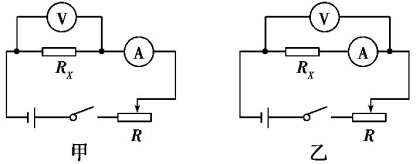 V V
A A
R_X R_X
R R
甲 乙